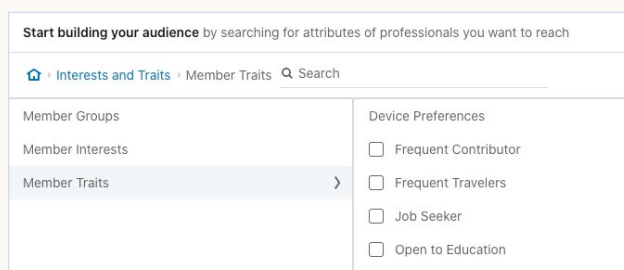 Start building your audience by searching for attributes of professionals you want to reach
Interests and Traits Member Traits Search
Member Groups
Member Interests
Member Traits
Device Preferences
Frequent Contributor
Frequent Travelers
Job Seeker
Open to Education